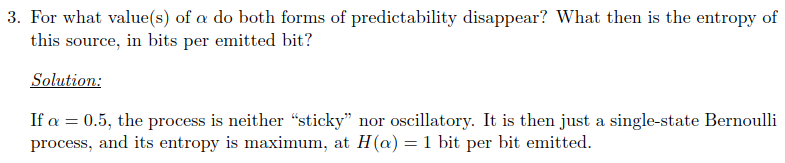 3. For what value(s) of α do both forms of predictability disappear? What then is the entropy of
this source, in bits per emitted bit?
Solution:
If α = 0.5, the process is neither “sticky” nor oscillatory. It is then just a single-state Bernoulli
process, and its entropy is maximum, at H(α) = 1 bit per bit emitted.